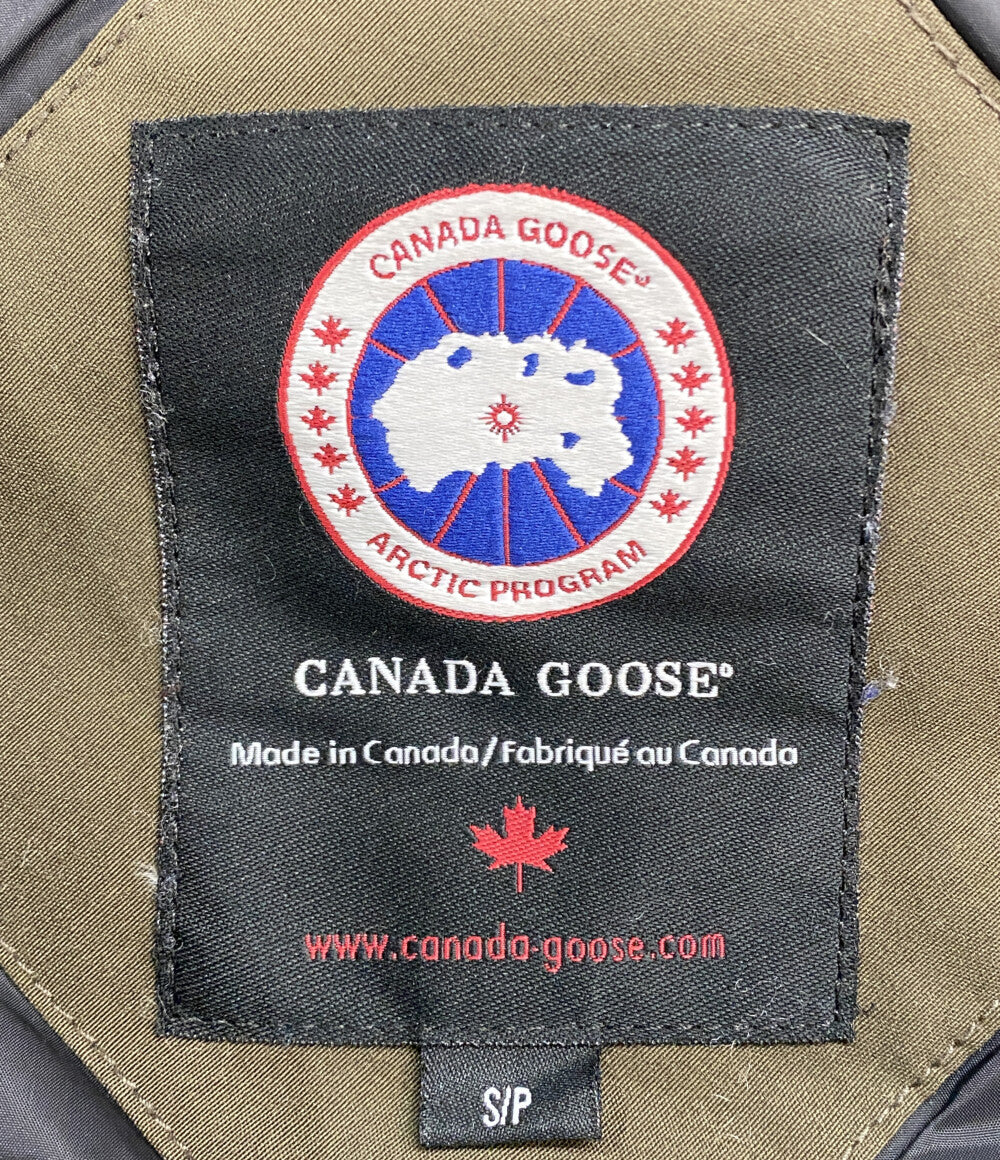 CANADA GOOSE®
ARCTIC PROGRAM
CANADA GOOSE®
Made in Canada/Fabriqué au Canada
www.canada-goose.com
S/P